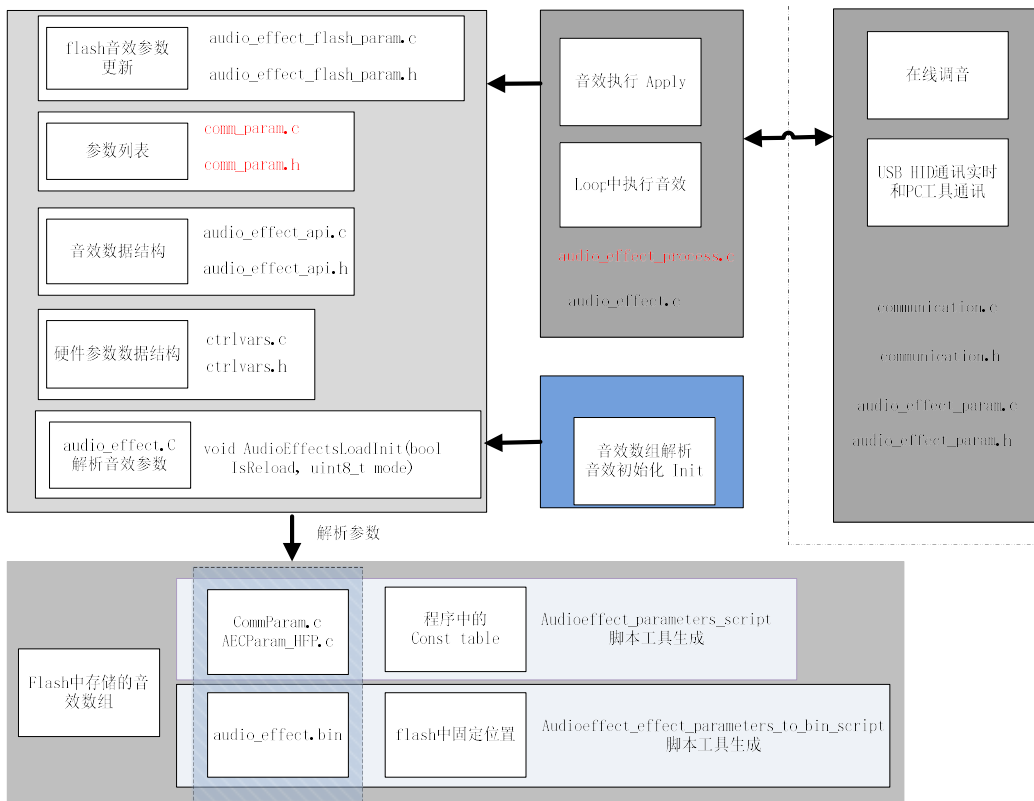 flash音效参数
更新
audio_effect_flash_param.c
audio_effect_flash_param.h
参数列表
comm_param.c
comm_param.h
音效数据结构
audio_effect_api.c
audio_effect_api.h
硬件参数数据结构
ctrlvars.c
ctrlvars.h
audio_effect.C
解析音效参数
void AudioEffectsLoadInit(bool
IsReload, uint8_t mode)
音效执行 Apply
Loop中执行音效
audio_effect_process.c
audio_effect.c
音效数组解析
音效初始化 Init
在线调音
USB HID通讯实时
和PC工具通讯
communication.c
communication.h
audio_effect_param.c
audio_effect_param.h
解析参数
Flash中存储的音
效数组
CommParam.c
AECParam_HFP.c
程序中的
Const table
Audioeffect_parameters_script
脚本工具生成
audio_effect.bin
flash中固定位置
Audioeffect_effect_parameters_to_bin_script
脚本工具生成